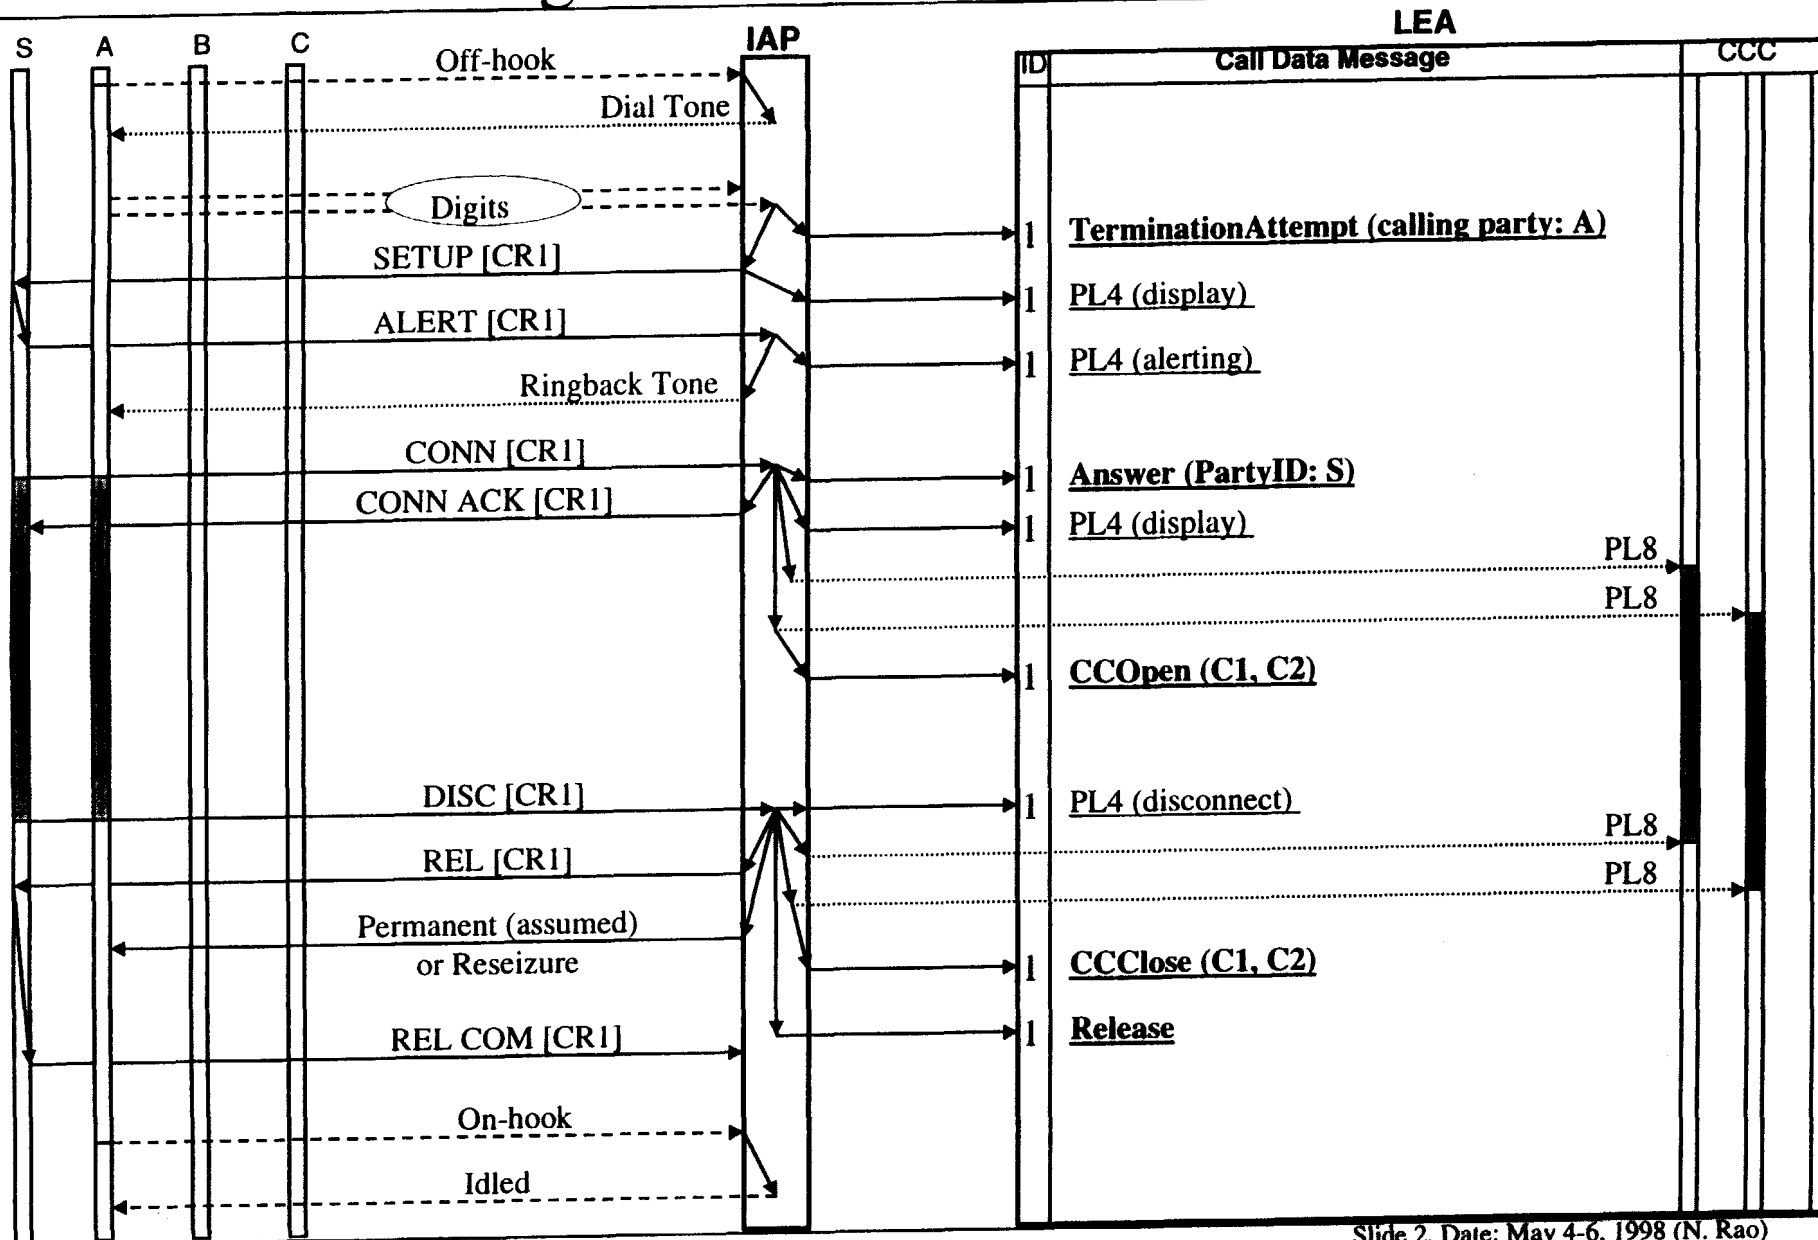 LEA
S A B C IAP
ID Call Data Message CCC
Off-hook
Dial Tone
Digits
1 TerminationAttempt (calling party: A)
SETUP [CR1]
1 PL4 (display)
ALERT [CR1]
1 PL4 (alerting)
Ringback Tone
CONN [CR1]
1 Answer (PartyID: S)
CONN ACK [CR1]
1 PL4 (display)
PL8
PL8
1 CCOpen (C1, C2)
DISC [CR1]
1 PL4 (disconnect)
PL8
REL [CR1]
PL8
Permanent (assumed)
or Reseizure
1 CCClose (C1, C2)
1 Release
REL COM [CR1]
On-hook
Idled
Slide 2, Date: May 4-6, 1998 (N. Rao)